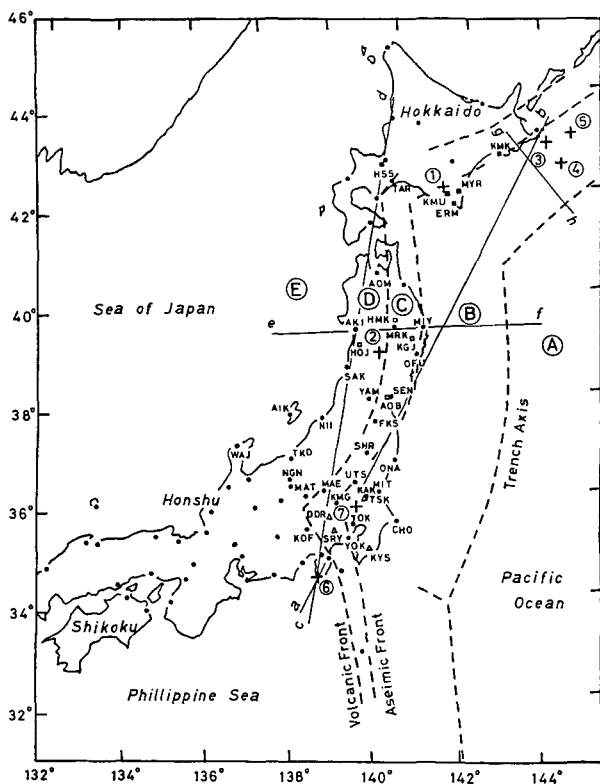 46°
44°
42°
40°
38°
36°
34°
32°
132°
134°
136°
138°
140°
142°
144°
Hokkaido
d
b
g
⑤
③
④
KMK
HSS
TAR
①
MYR
KMU
ERM
h
AOM
Ⓔ
Ⓓ
Ⓒ
Ⓑ
Ⓐ
Sea of Japan
e
f
AKI
HMK
MIY
②
MRK
HOJ
KGJ
OFU
SAK
YAM
SEN
AOB
AIK
NII
FKS
Trench Axis
WAJ
TKD
SHR
ONA
NGN
MAT
MAE
UTS
MIT
KMG
KAK
TSK
Honshu
DDR
⑦
TOK
CHO
KOF
SRY
YOK
KYS
⑥
a
c
Shikoku
Pacific
Ocean
Phillippine Sea
Volcanic Front
Aseimic Front